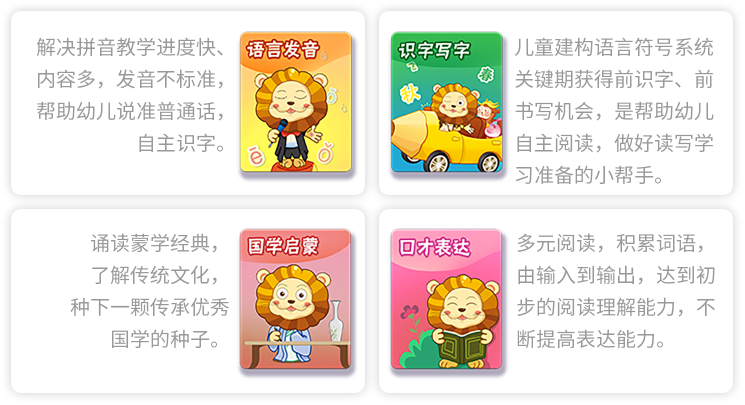 解决拼音教学进度快、
内容多，发音不标准，
帮助幼儿说准普通话，
自主识字。
语言发音
ē
ǒ
ǒ
识字写字
秋
春
儿童建构语言符号系统
关键期获得前识字、前
书写机会，是帮助幼儿
自主阅读，做好读写学
习准备的小帮手。
诵读蒙学经典，
了解传统文化，
种下一颗传承优秀
国学的种子。
国学启蒙
口才表达
多元阅读，积累词语，
由输入到输出，达到初
步的阅读理解能力，不
断提高表达能力。